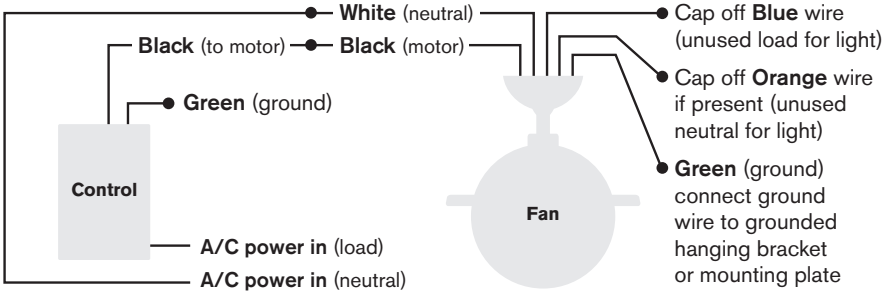 White (neutral)
Black (to motor)
Black (motor)
Green (ground)
Control
A/C power in (load)
A/C power in (neutral)
Fan
Cap off Blue wire
(unused load for light)
Cap off Orange wire
if present (unused
neutral for light)
Green (ground)
connect ground
wire to grounded
hanging bracket
or mounting plate